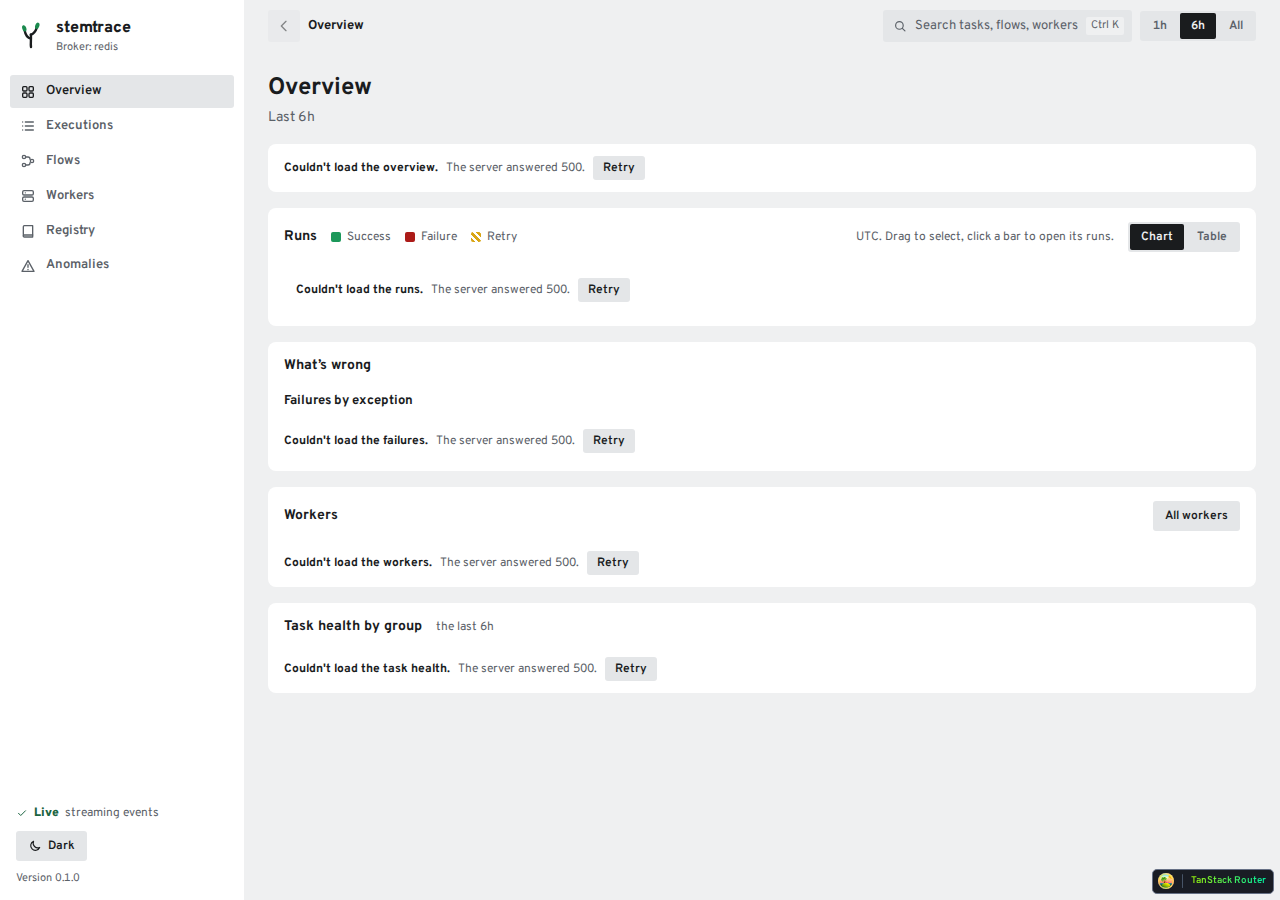 stemtrace
Broker: redis
Overview
Executions
Flows
Workers
Registry
Anomalies
Live streaming events
Dark
Version 0.1.0
Overview
Search tasks, flows, workers Ctrl K
1h 6h All
Overview
Last 6h
Couldn't load the overview. The server answered 500. Retry
Runs Success Failure Retry UTC. Drag to select, click a bar to open its runs. Chart Table
Couldn't load the runs. The server answered 500. Retry
What's wrong
Failures by exception
Couldn't load the failures. The server answered 500. Retry
Workers All workers
Couldn't load the workers. The server answered 500. Retry
Task health by group the last 6h
Couldn't load the task health. The server answered 500. Retry
TanStack Router